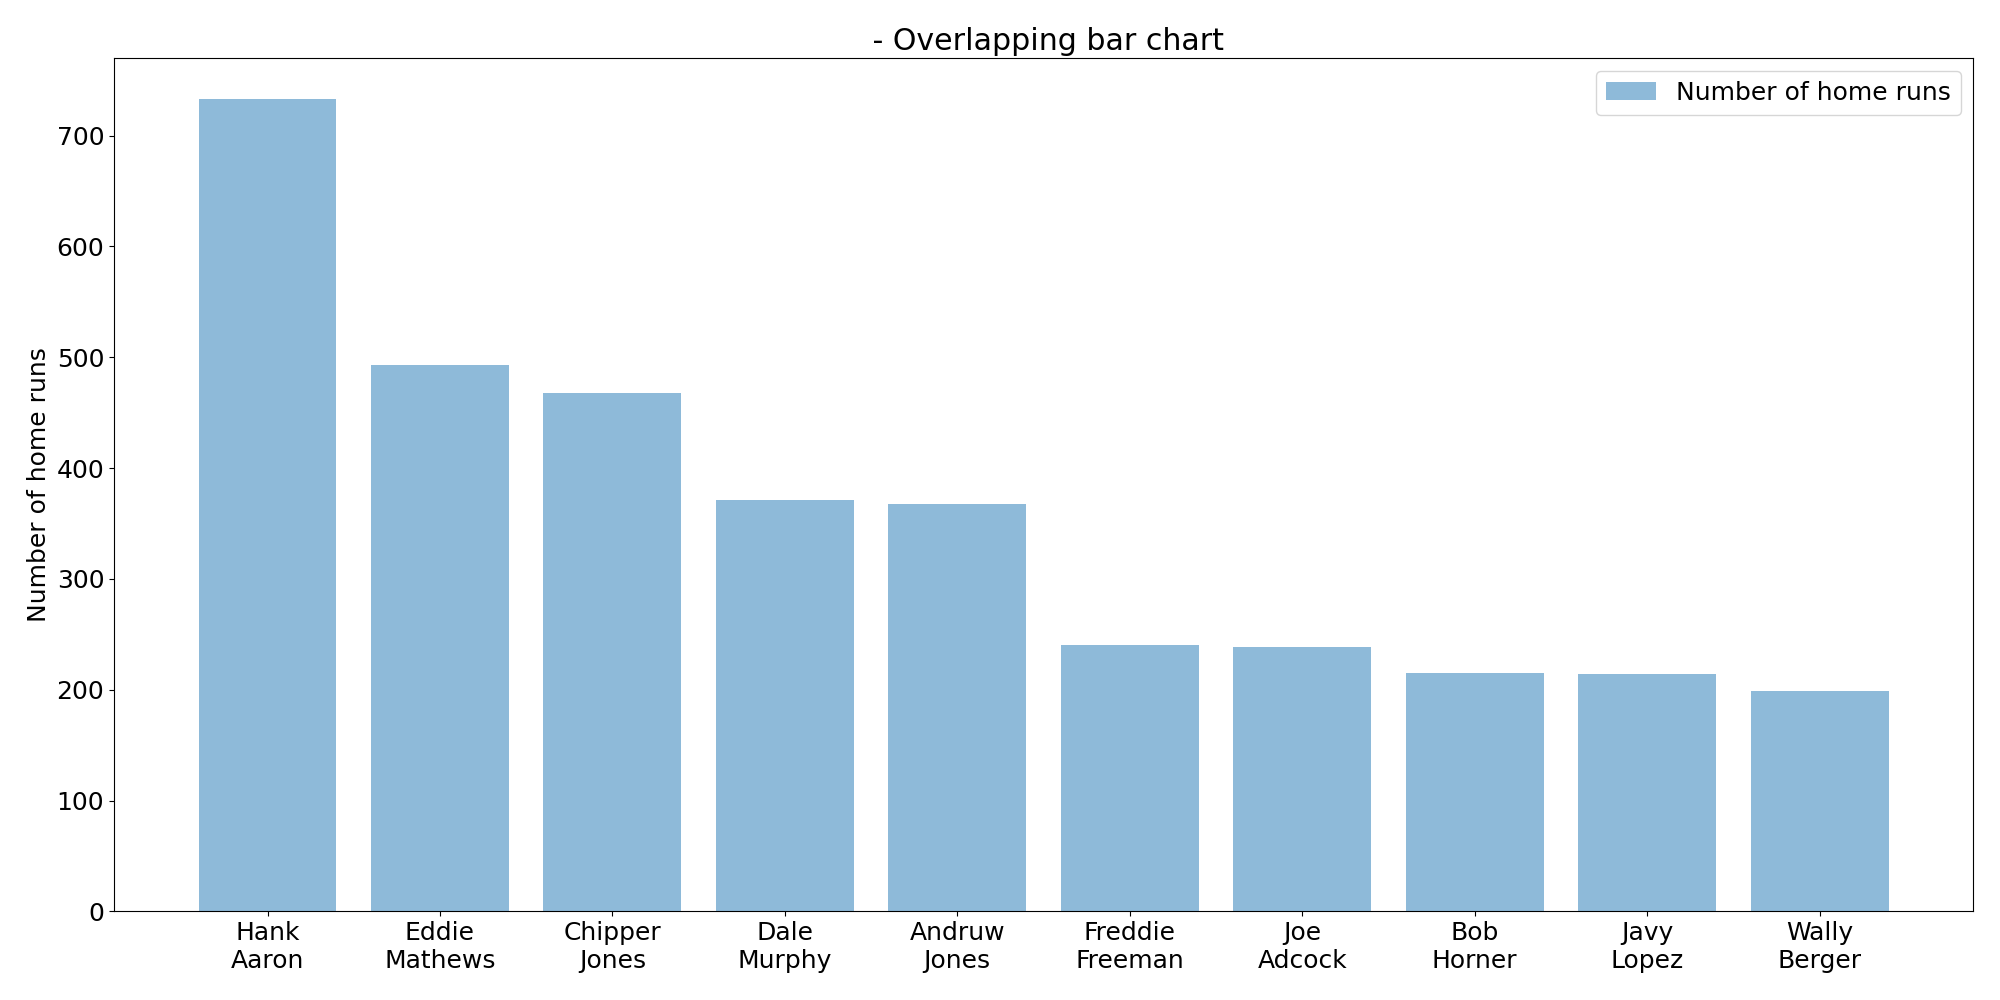 - Overlapping bar chart
Number of home runs
Number of home runs
700
600
500
400
300
200
100
0
Hank
Aaron
Eddie
Mathews
Chipper
Jones
Dale
Murphy
Andruw
Jones
Freddie
Freeman
Joe
Adcock
Bob
Horner
Javy
Lopez
Wally
Berger